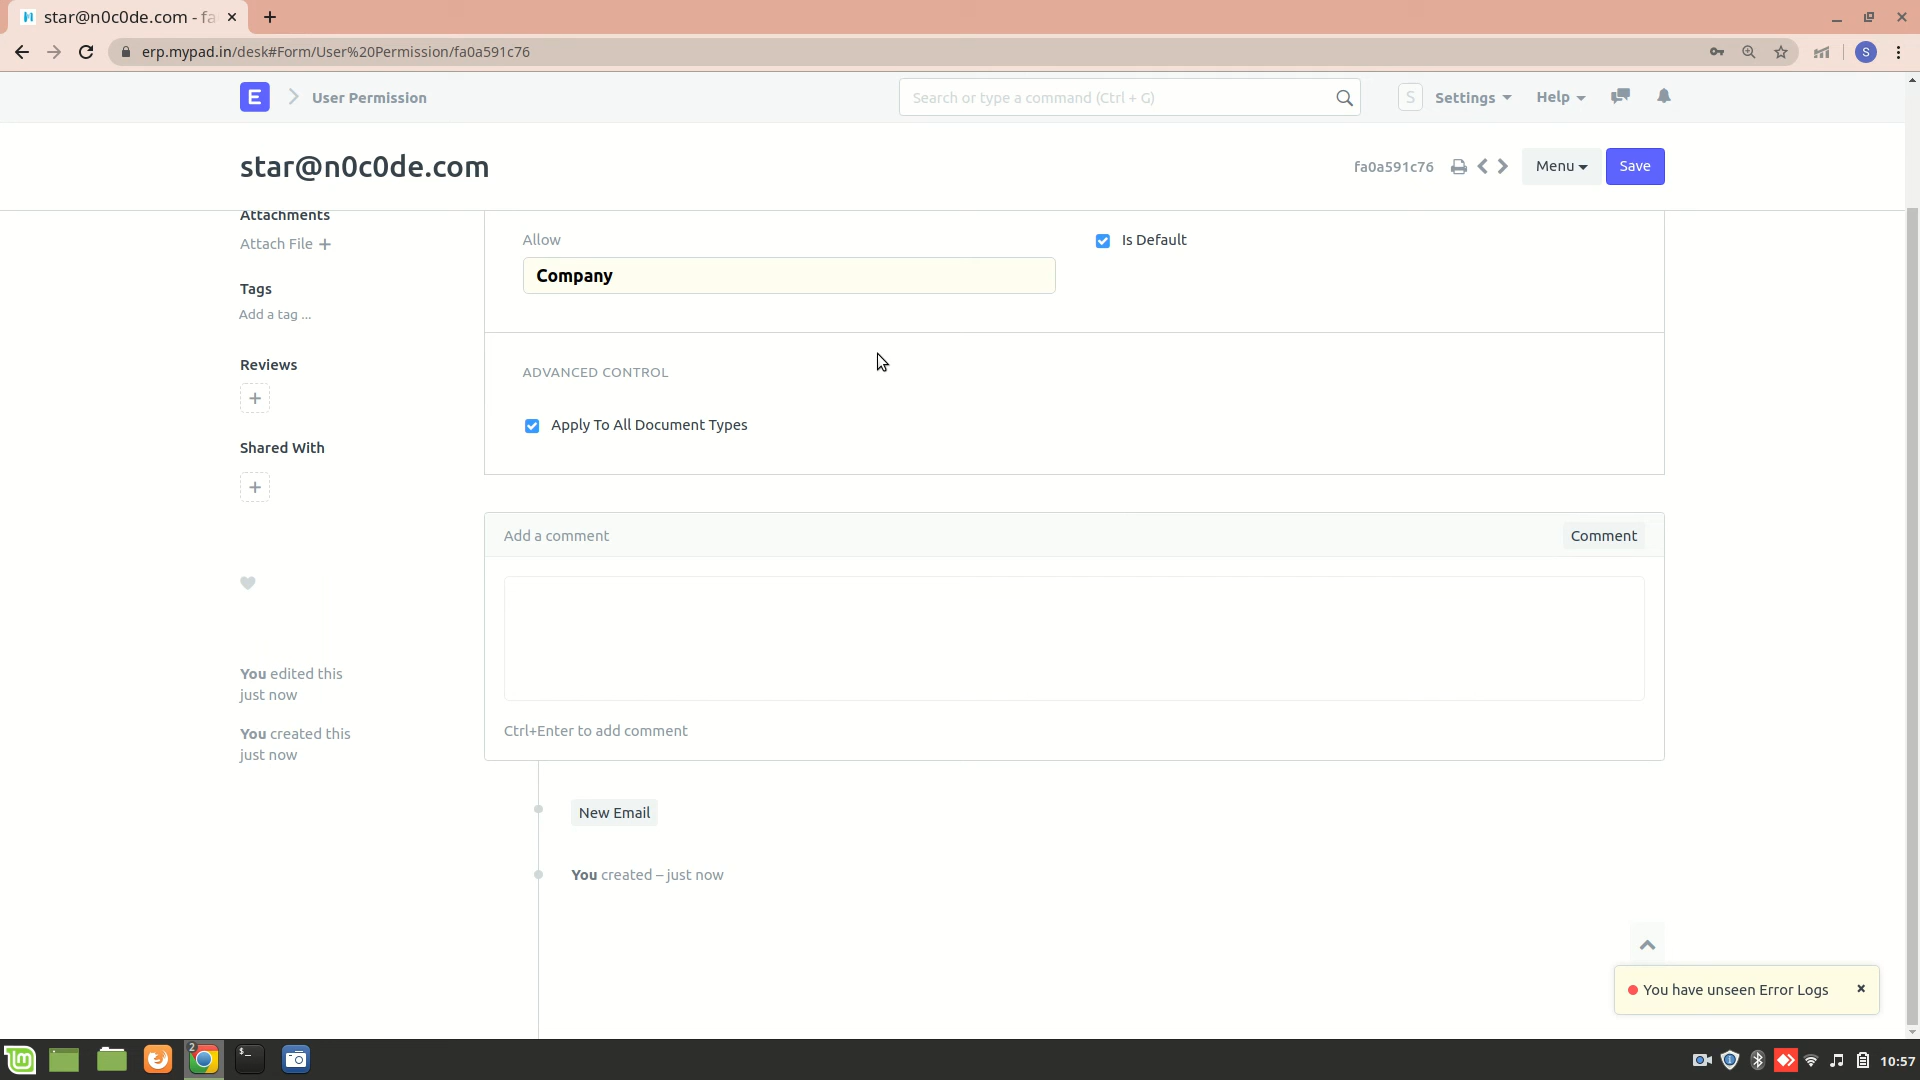 star@n0c0de.com - fa
erp.mypad.in/desk#Form/User%20Permission/fa0a591c76
S
E
User Permission
Search or type a command (Ctrl + G)
S
Settings
Help
star@n0c0de.com
fa0a591c76
Menu
Save
Attachments
Attach File +
Tags
Add a tag ...
Reviews
+
Shared With
+
You edited this
just now
You created this
just now
Allow
Company
Is Default
ADVANCED CONTROL
Apply To All Document Types
Add a comment
Comment
Ctrl+Enter to add comment
New Email
You created – just now
You have unseen Error Logs
2
10:57